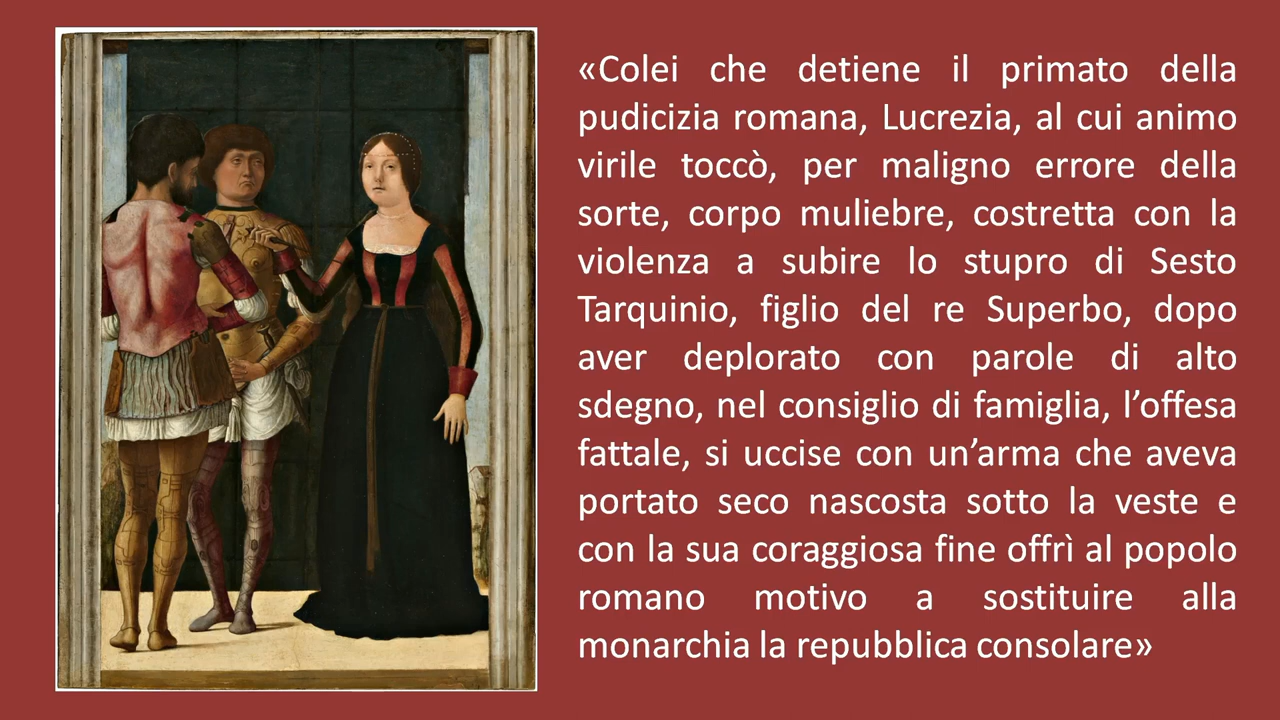 «Colei che detiene il primato della
pudicizia romana, Lucrezia, al cui animo
virile toccò, per maligno errore della
sorte, corpo muliebre, costretta con la
violenza a subire lo stupro di Sesto
Tarquinio, figlio del re Superbo, dopo
aver deplorato con parole di alto
sdegno, nel consiglio di famiglia, l’offesa
fattale, si uccise con un’arma che aveva
portato seco nascosta sotto la veste e
con la sua coraggiosa fine offrì al popolo
romano motivo a sostituire alla
monarchia la repubblica consolare»